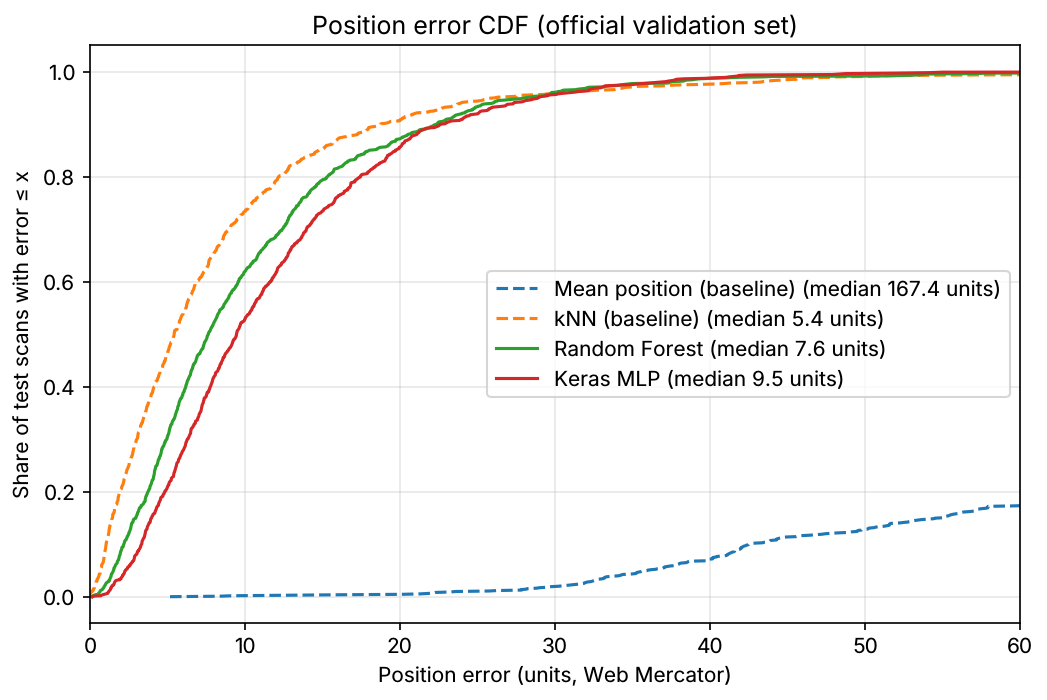 Position error CDF (official validation set)
Share of test scans with error ≤ x
1.0
0.8
0.6
0.4
0.2
0.0
Mean position (baseline) (median 167.4 units)
kNN (baseline) (median 5.4 units)
Random Forest (median 7.6 units)
Keras MLP (median 9.5 units)
0 10 20 30 40 50 60
Position error (units, Web Mercator)